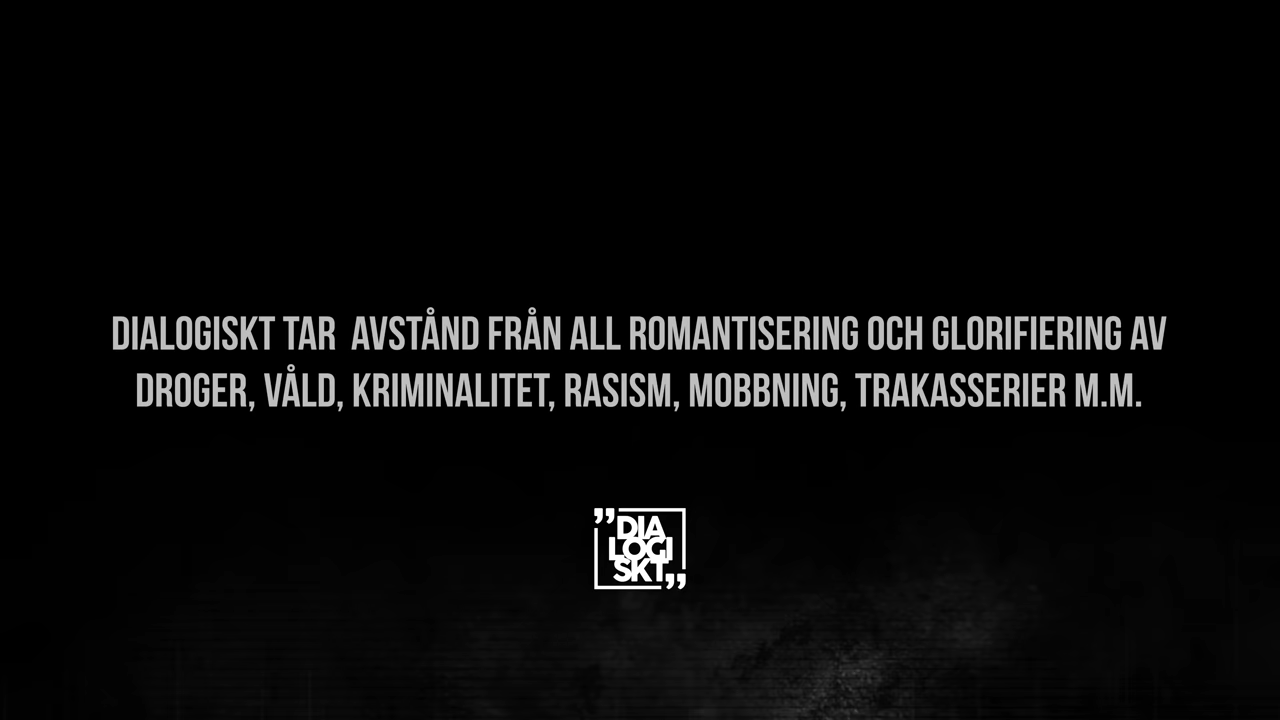 DIALOGISKT TAR  AVSTÅND FRÅN ALL ROMANTISERING OCH GLORIFIERING AV
DROGER, VÅLD, KRIMINALITET, RASISM, MOBBNING, TRAKASSERIER M.M.
”DIA
LOGI
SKT”